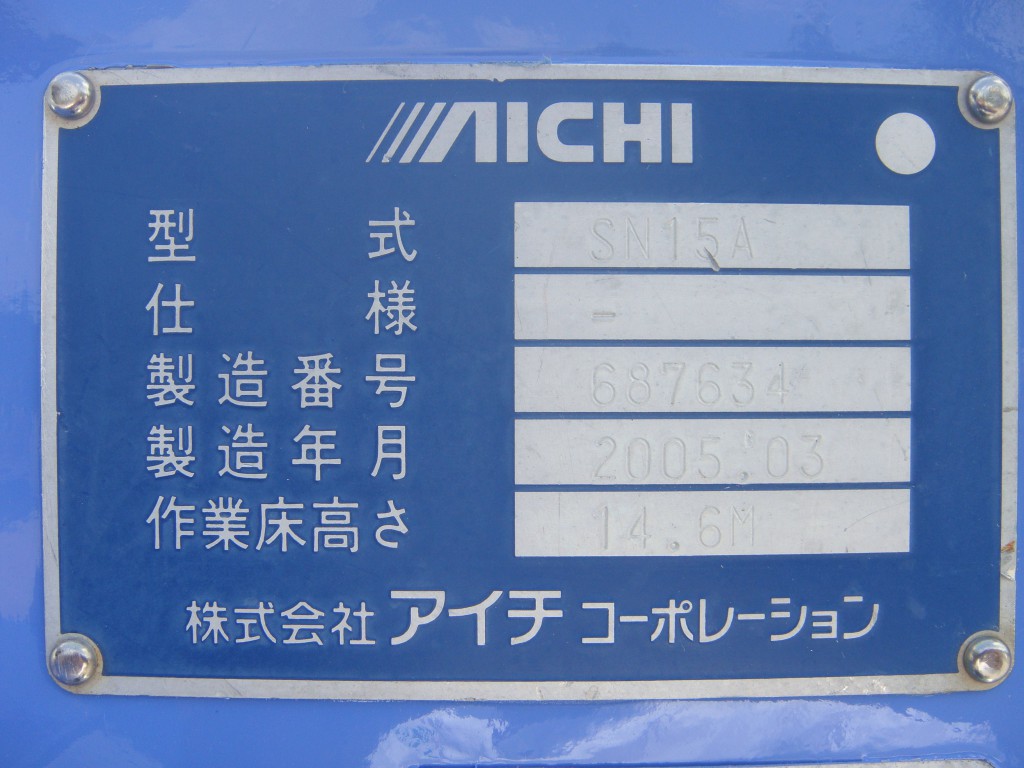 AICHI
型式 SN15A
仕様 -
製造番号 687634
製造年月 2005.03
作業床高さ 14.6M
株式会社 アイチ コーポレーション